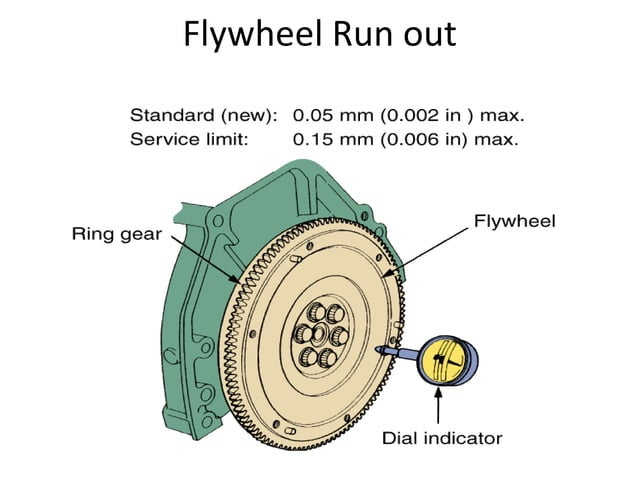 Flywheel Run out
Standard (new): 0.05 mm (0.002 in ) max.
Service limit: 0.15 mm (0.006 in) max.
Flywheel
Ring gear
Dial indicator